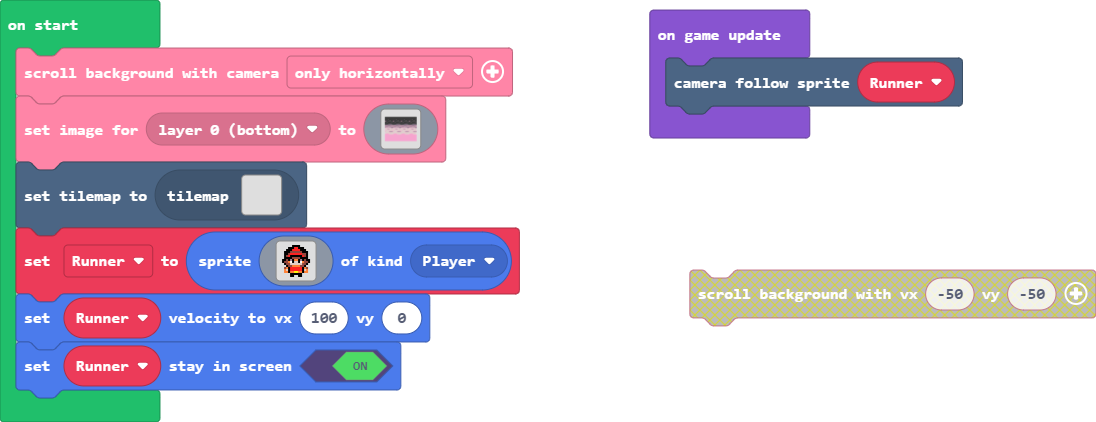 on start
scroll background with camera only horizontally
set image for layer 0 (bottom) to
set tilemap to tilemap
set Runner to sprite of kind Player
set Runner velocity to vx 100 vy 0
set Runner stay in screen ON
on game update
camera follow sprite Runner
scroll background with vx -50 vy -50